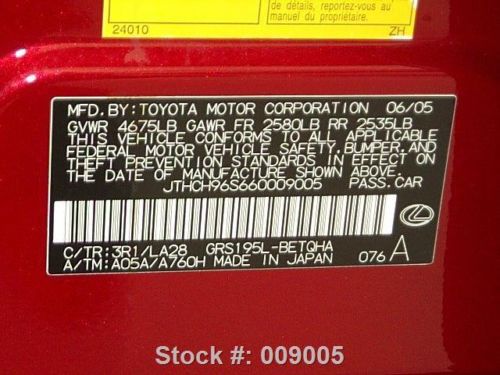 de détails, reportez-vous au
manuel du propriétaire.
24010 ZH
MFD. BY: TOYOTA MOTOR CORPORATION 06/05
GVWR 4675LB GAWR FR 2580LB RR 2535LB
THIS VEHICLE CONFORMS TO ALL APPLICABLE
FEDERAL MOTOR VEHICLE SAFETY, BUMPER, AND
THEFT PREVENTION STANDARDS IN EFFECT ON
THE DATE OF MANUFACTURE SHOWN ABOVE.
JTHCH96S660009005 PASS.CAR
C/TR: 3R1/LA28 GRS195L-BETQHA
A/TM: A05A/A760H MADE IN JAPAN 076 A
Stock #: 009005